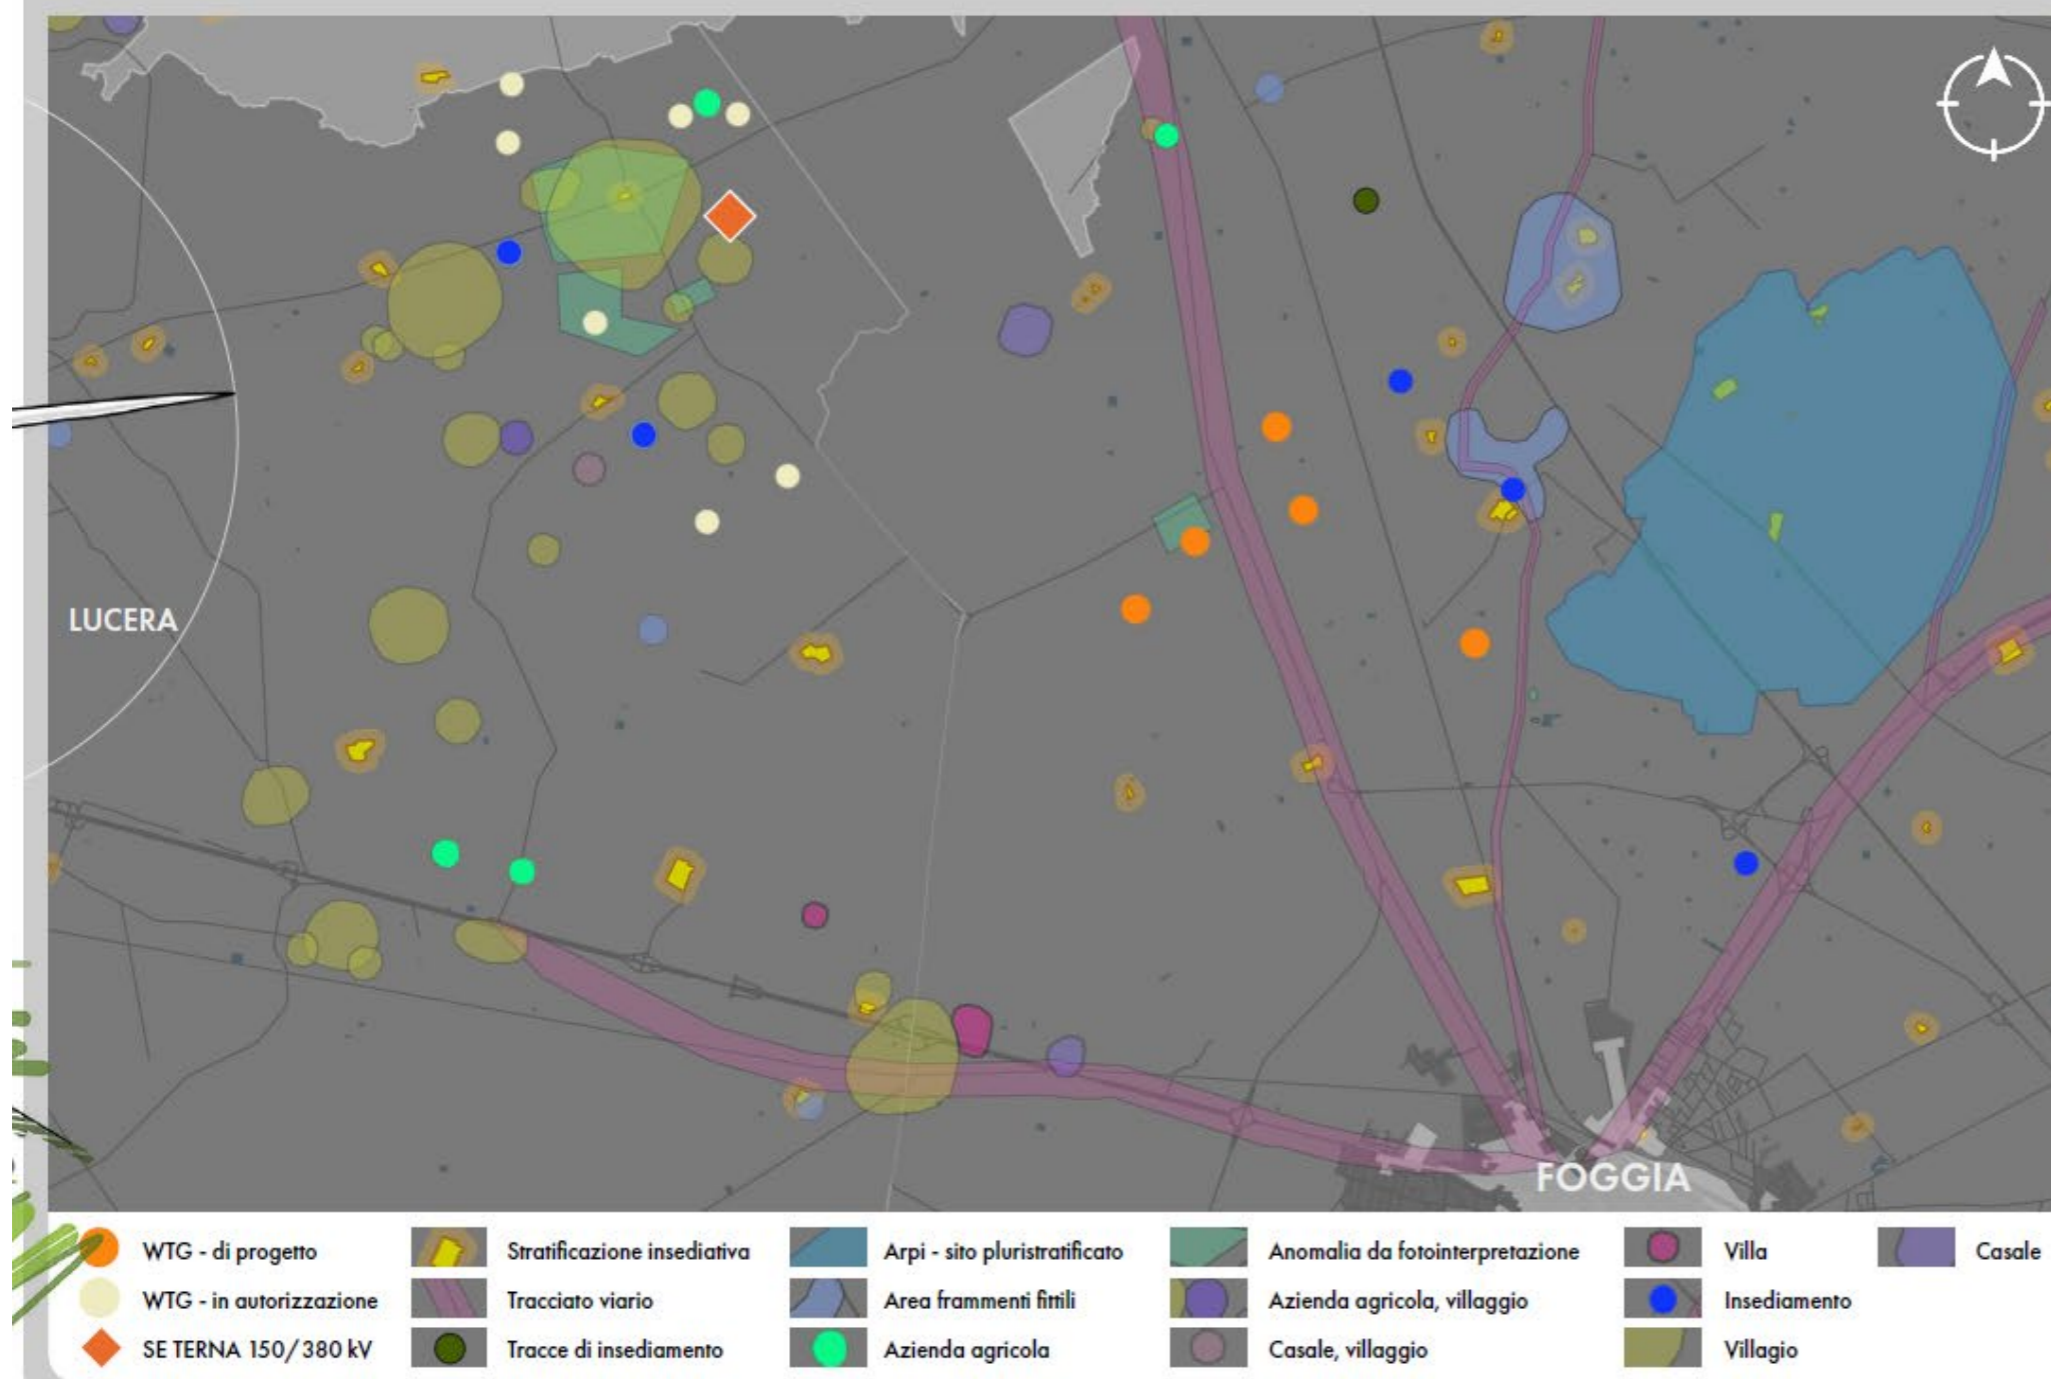 LUCERA
FOGGIA
WTG - di progetto
WTG - in autorizzazione
SE TERNA 150/380 kV
Stratificazione insediativa
Tracciato viario
Tracce di insediamento
Arpi - sito pluristratificato
Area frammenti fittili
Azienda agricola
Anomalia da fotointerpretazione
Azienda agricola, villaggio
Casale, villaggio
Villa
Insediamento
Villagio
Casale